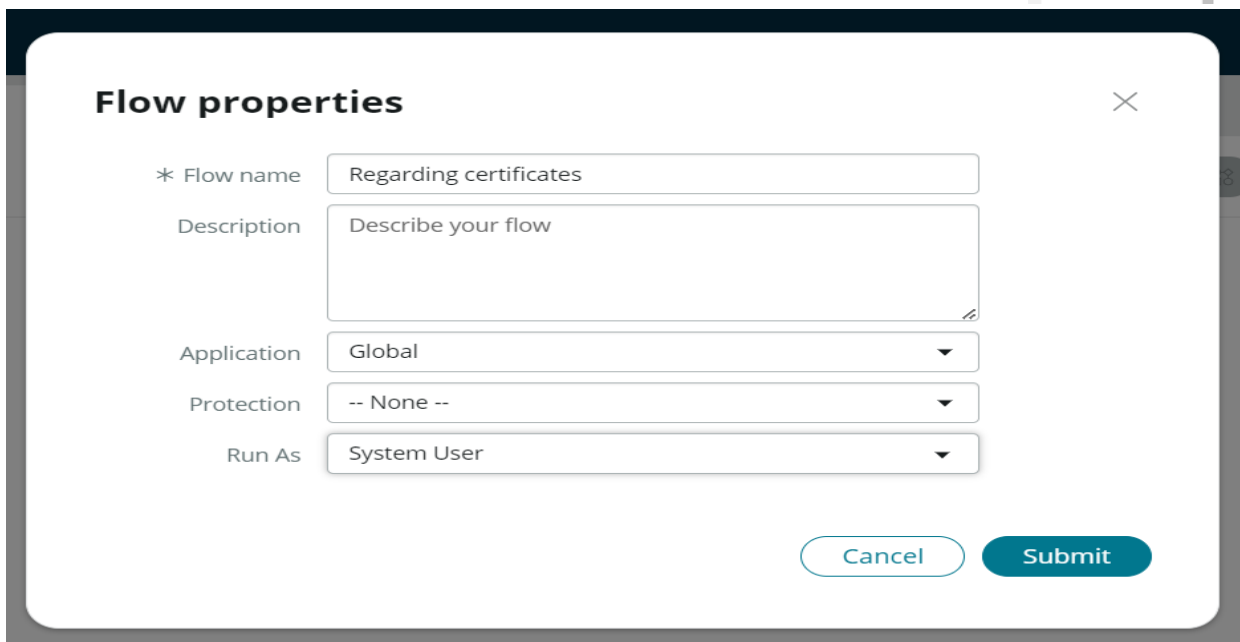 Flow properties
* Flow name Regarding certificates
Description Describe your flow
Application Global
Protection -- None --
Run As System User
Cancel Submit